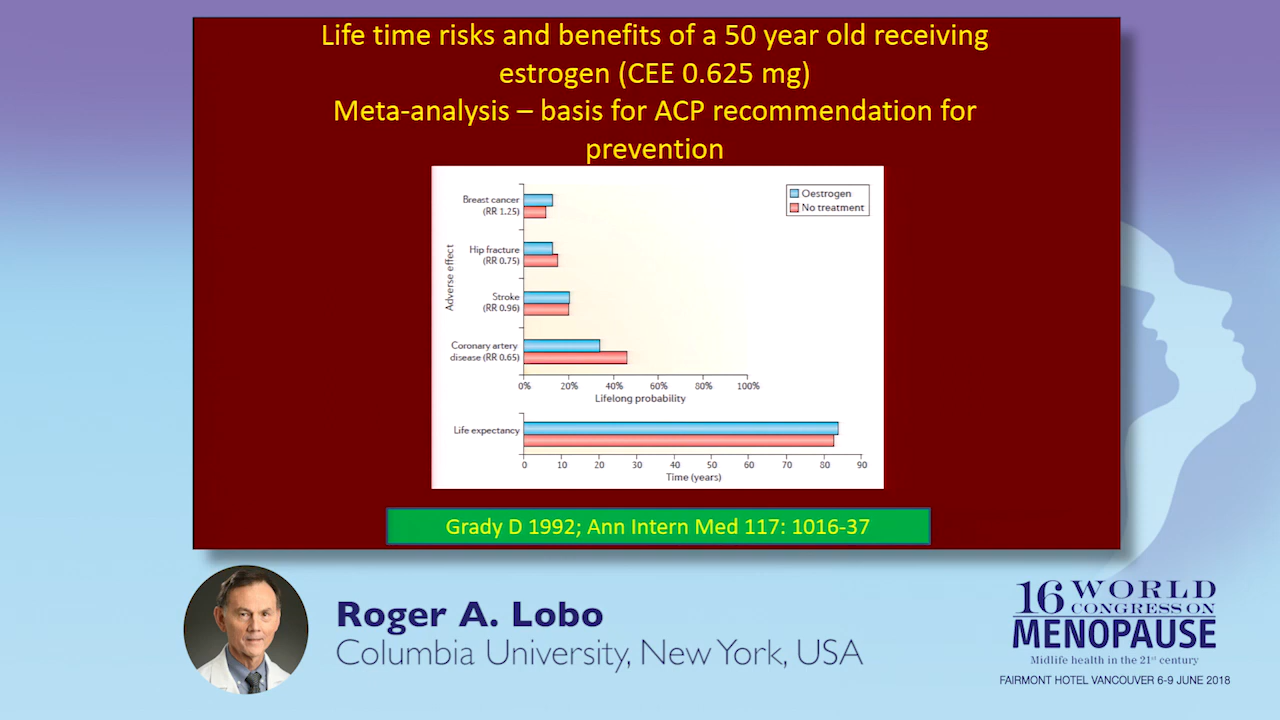 Life time risks and benefits of a 50 year old receiving
estrogen (CEE 0.625 mg)
Meta-analysis – basis for ACP recommendation for
prevention
Oestrogen
No treatment
Adverse effect
Breast cancer
(RR 1.25)
Hip fracture
(RR 0.75)
Stroke
(RR 0.96)
Coronary artery
disease (RR 0.65)
0% 20% 40% 60% 80% 100%
Lifelong probability
Life expectancy
0 10 20 30 40 50 60 70 80 90
Time (years)
Grady D 1992; Ann Intern Med 117: 1016-37
Roger A. Lobo
Columbia University, New York, USA
16 WORLD
CONGRESS ON
MENOPAUSE
Midlife health in the 21st century
FAIRMONT HOTEL VANCOUVER 6-9 JUNE 2018